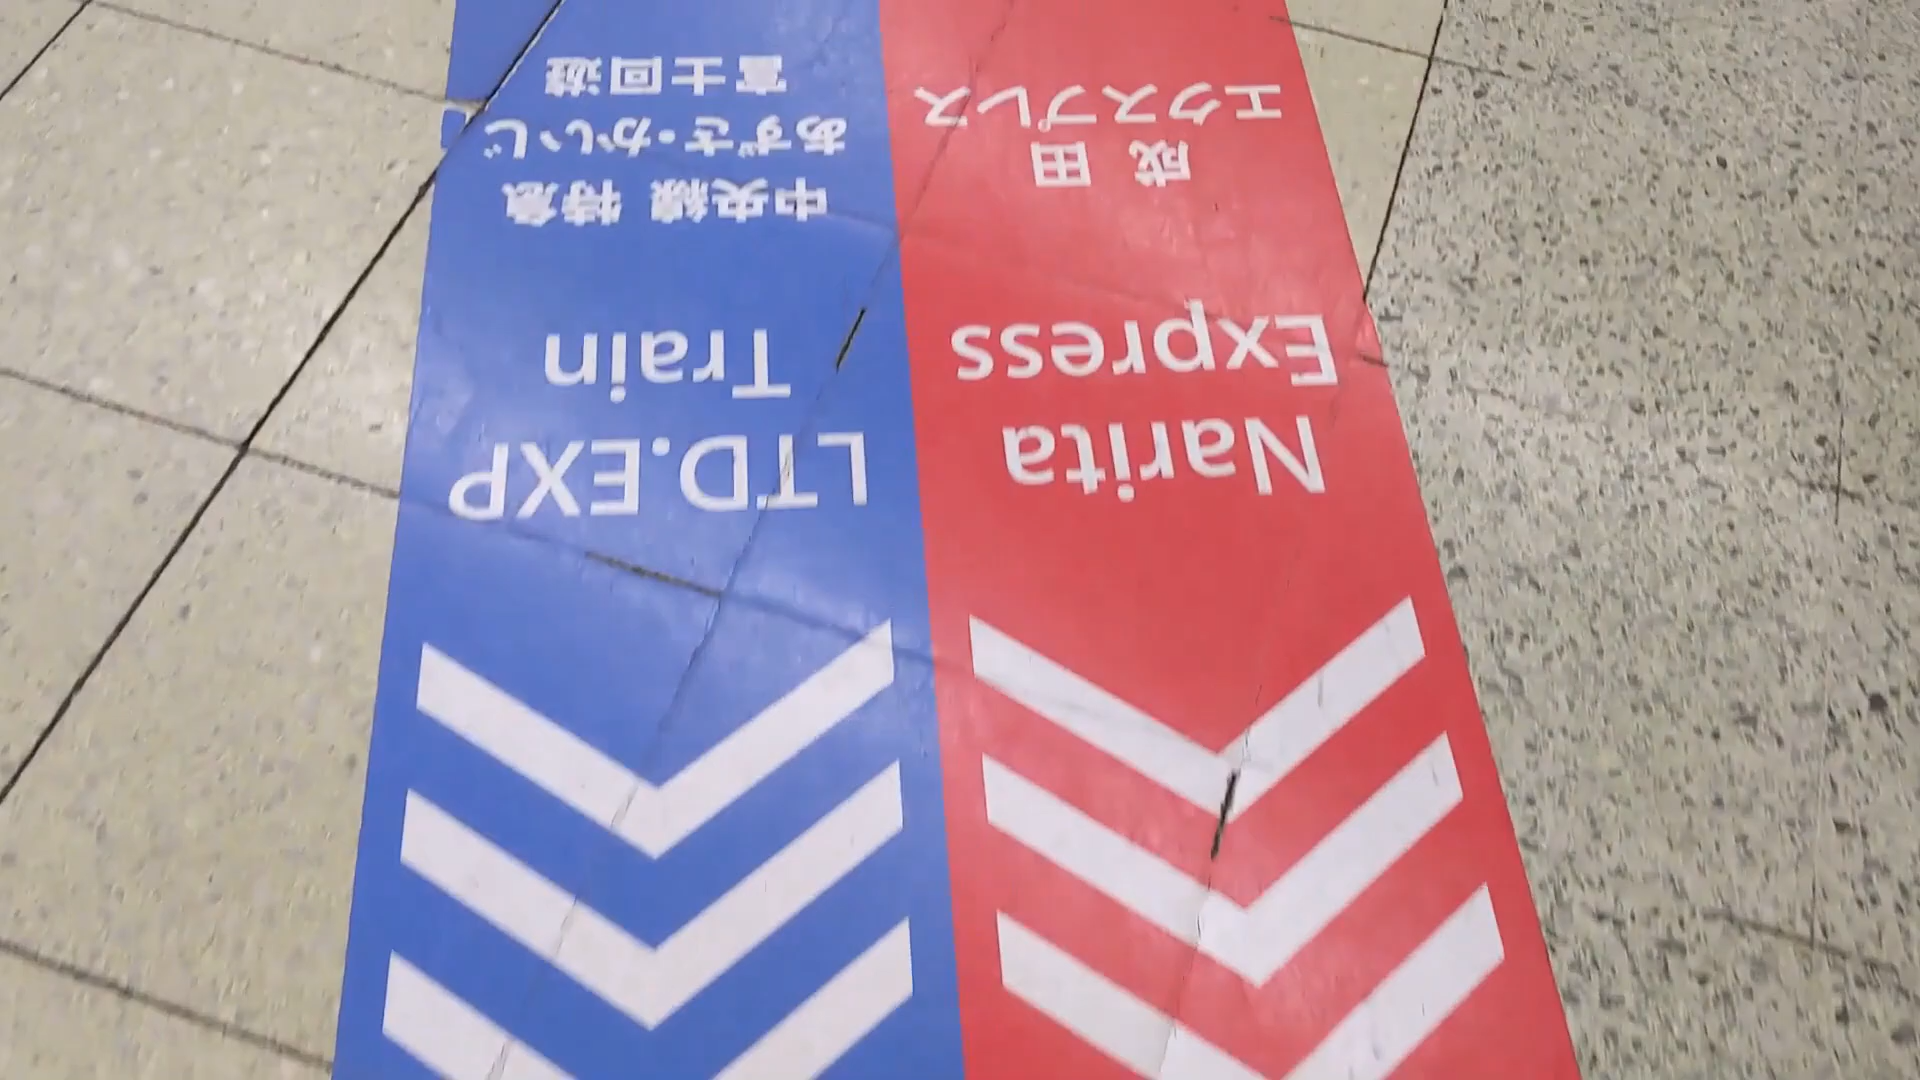 Narita
Express
成田
エクスプレス
LTD.EXP
Train
中央線 特急
あずさ・かいじ
富士回遊